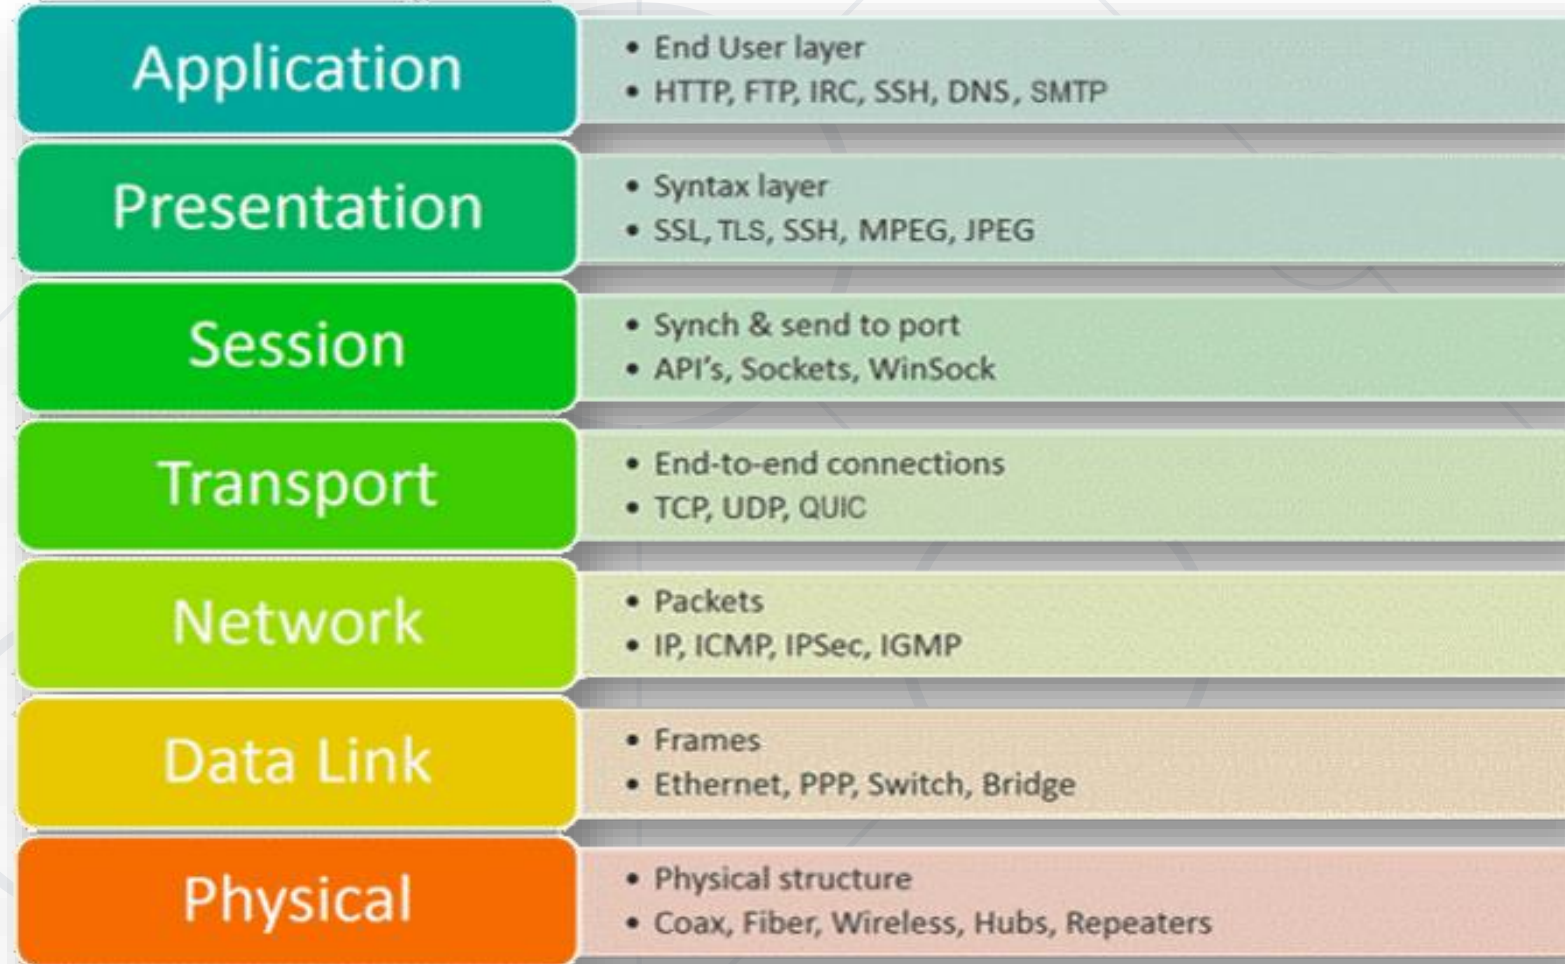 Application
• End User layer
• HTTP, FTP, IRC, SSH, DNS, SMTP
Presentation
• Syntax layer
• SSL, TLS, SSH, MPEG, JPEG
Session
• Synch & send to port
• API's, Sockets, WinSock
Transport
• End-to-end connections
• TCP, UDP, QUIC
Network
• Packets
• IP, ICMP, IPSec, IGMP
Data Link
• Frames
• Ethernet, PPP, Switch, Bridge
Physical
• Physical structure
• Coax, Fiber, Wireless, Hubs, Repeaters